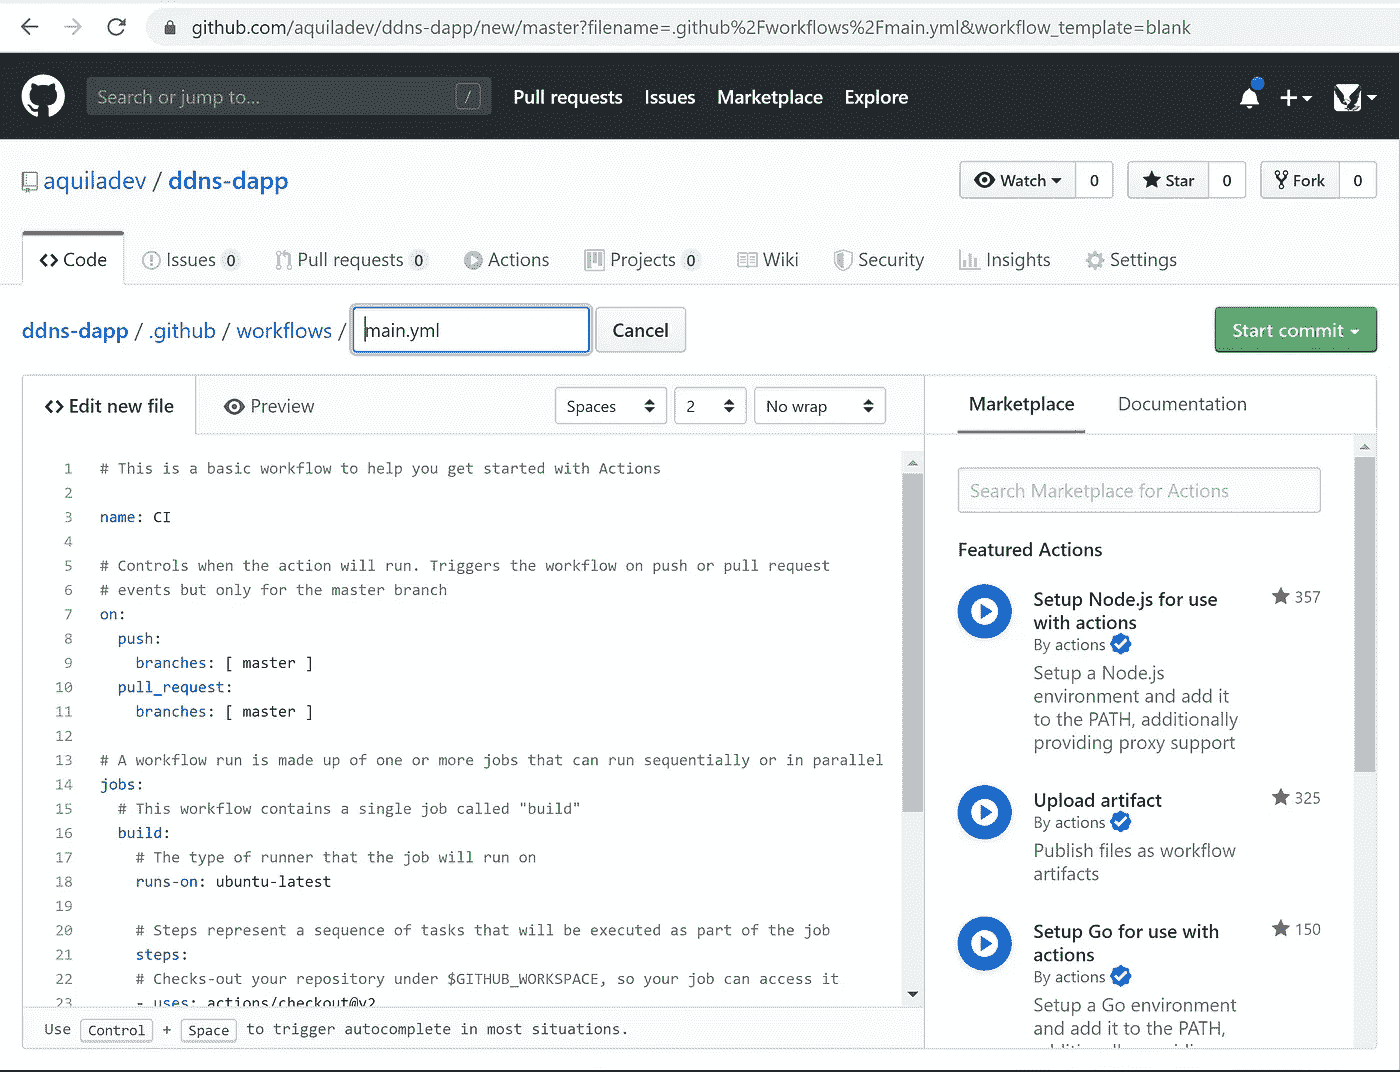 github.com/aquiladev/ddns-dapp/new/master?filename=.github%2Fworkflows%2Fmain.yml&workflow_template=blank
Search or jump to... /
Pull requests Issues Marketplace Explore
aquiladev / ddns-dapp
Watch 0 Star 0 Fork 0
Code Issues 0 Pull requests 0 Actions Projects 0 Wiki Security Insights Settings
ddns-dapp / .github / workflows / main.yml Cancel Start commit
<> Edit new file Preview Spaces 2 No wrap
1 # This is a basic workflow to help you get started with Actions
2
3 name: CI
4
5 # Controls when the action will run. Triggers the workflow on push or pull request
6 # events but only for the master branch
7 on:
8 push:
9 branches: [ master ]
10 pull_request:
11 branches: [ master ]
12
13 # A workflow run is made up of one or more jobs that can run sequentially or in parallel
14 jobs:
15 # This workflow contains a single job called "build"
16 build:
17 # The type of runner that the job will run on
18 runs-on: ubuntu-latest
19
20 # Steps represent a sequence of tasks that will be executed as part of the job
21 steps:
22 # Checks-out your repository under $GITHUB_WORKSPACE, so your job can access it
23 - uses: actions/checkout@v2
Use Control + Space to trigger autocomplete in most situations.
Marketplace Documentation
Search Marketplace for Actions
Featured Actions
Setup Node.js for use 357
with actions
By actions
Setup a Node.js
environment and add it
to the PATH, additionally
providing proxy support
Upload artifact 325
By actions
Publish files as workflow
artifacts
Setup Go for use with 150
actions
By actions
Setup a Go environment
and add it to the PATH,